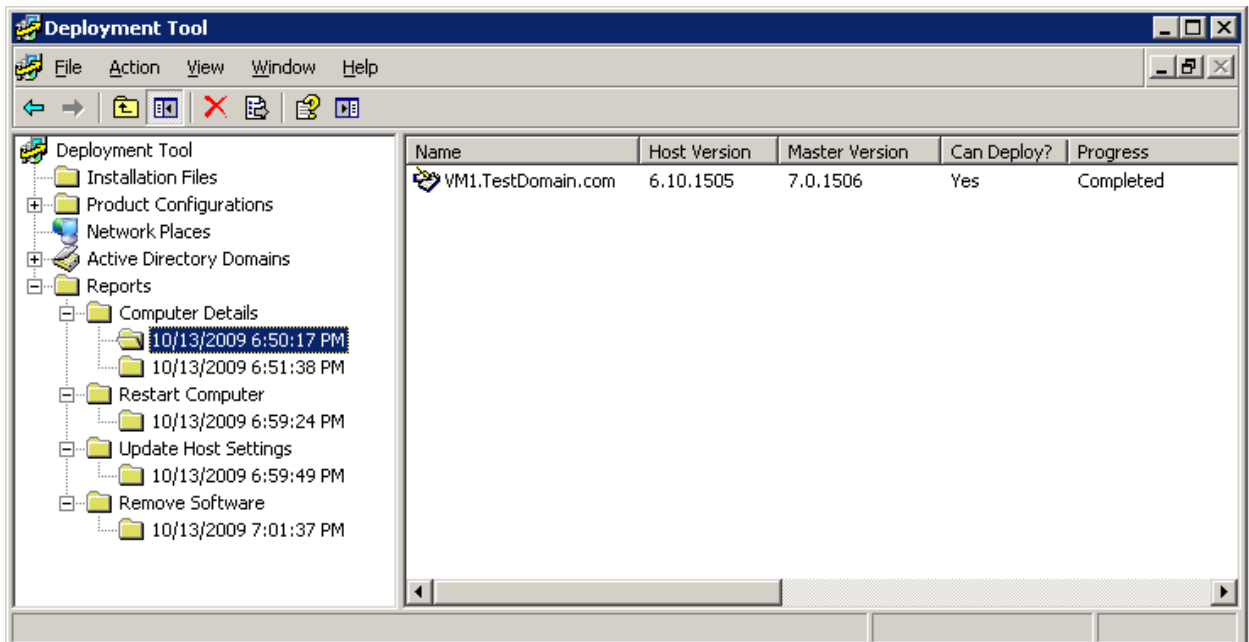 Deployment Tool
File Action View Window Help
Deployment Tool
Installation Files
Product Configurations
Network Places
Active Directory Domains
Reports
Computer Details
10/13/2009 6:50:17 PM
10/13/2009 6:51:38 PM
Restart Computer
10/13/2009 6:59:24 PM
Update Host Settings
10/13/2009 6:59:49 PM
Remove Software
10/13/2009 7:01:37 PM
Name Host Version Master Version Can Deploy? Progress
VM1.TestDomain.com 6.10.1505 7.0.1506 Yes Completed